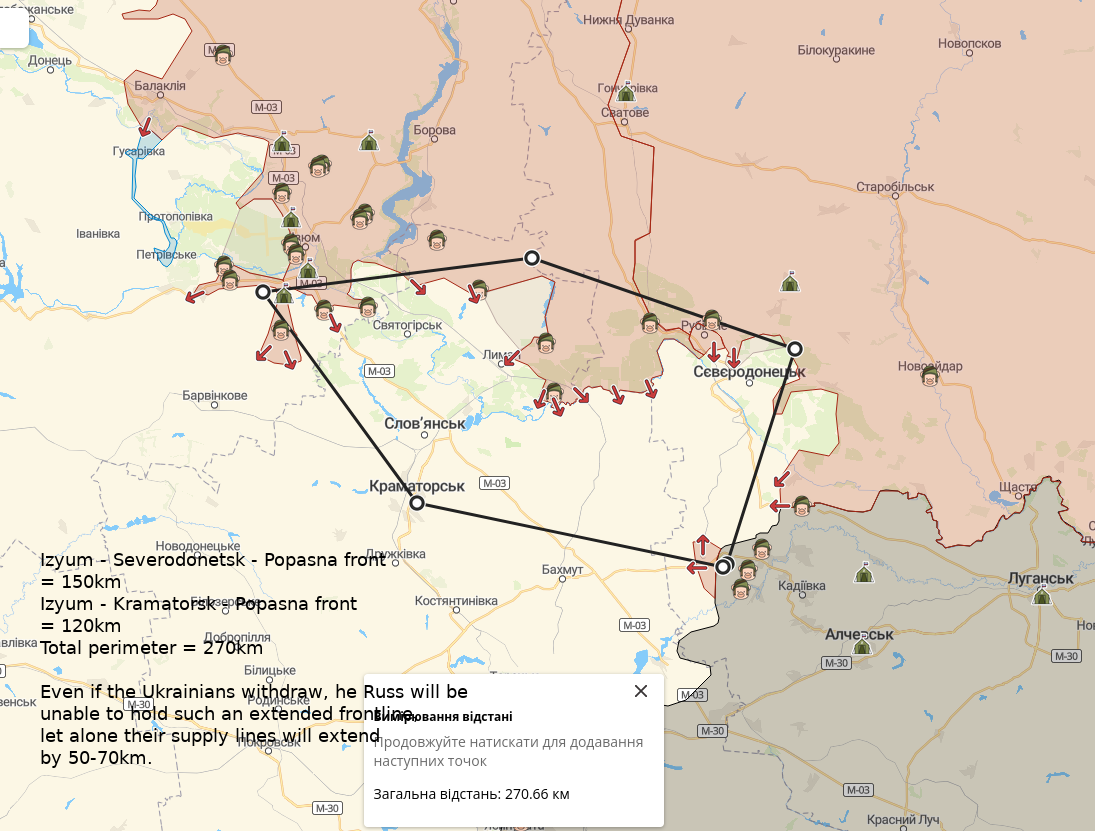 Нижня Дуванка
Білокуракине
Новопсков
Донець
Балаклія
М-03
Сватове
Борова
М-03
Гусарівка
М-03
Старобільськ
Протопопівка
Іванівка
Петрівське
М-03
Святогірськ
Лиман
М-03
Сєвєродонецьк
Новоайдар
Барвінкове
Слов’янськ
Краматорськ
М-03
Щастя
Новодонецьке
Дружківка
Бахмут
Кадіївка
Луганськ
Костянтинівка
М-03
Алчевськ
М-30
М-30
Добропілля
Білицьке
Родинське
М-30
М-03
М-30
Покровськ
М-03
М-30
Красний Луч
Izyum - Severodonetsk - Popasna front
= 150km
Izyum - Kramatorsk - Popasna front
= 120km
Total perimeter = 270km
Even if the Ukrainians withdraw, he Russ will be
unable to hold such an extended frontline,
let alone their supply lines will extend
by 50-70km.
Вимірювання відстані
Продовжуйте натискати для додавання
наступних точок
Загальна відстань: 270.66 км